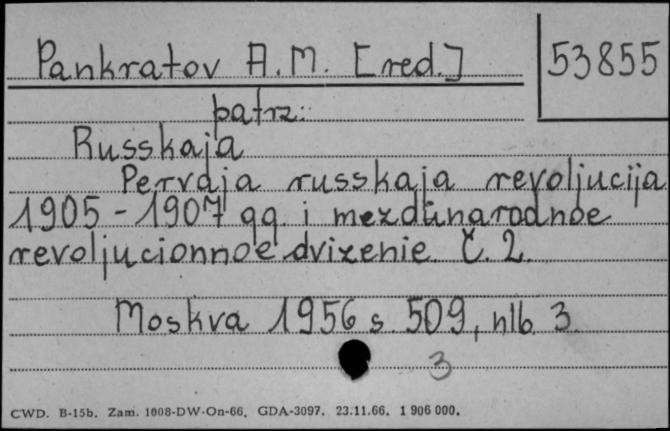 Pankratov A.M. [red.]
53855
patrz:
Russkaja
Pervaja russkaja revoljucija
1905 - 1907 gg. i mezdunarodnoe
revoljucionnoe dvizenie. Č. 2.
Moskva 1956 s. 509, nlb. 3.
3
CWD. B-15b. Zam. 1008-DW-On-66. GDA-3097. 23.11.66. 1 906 000.